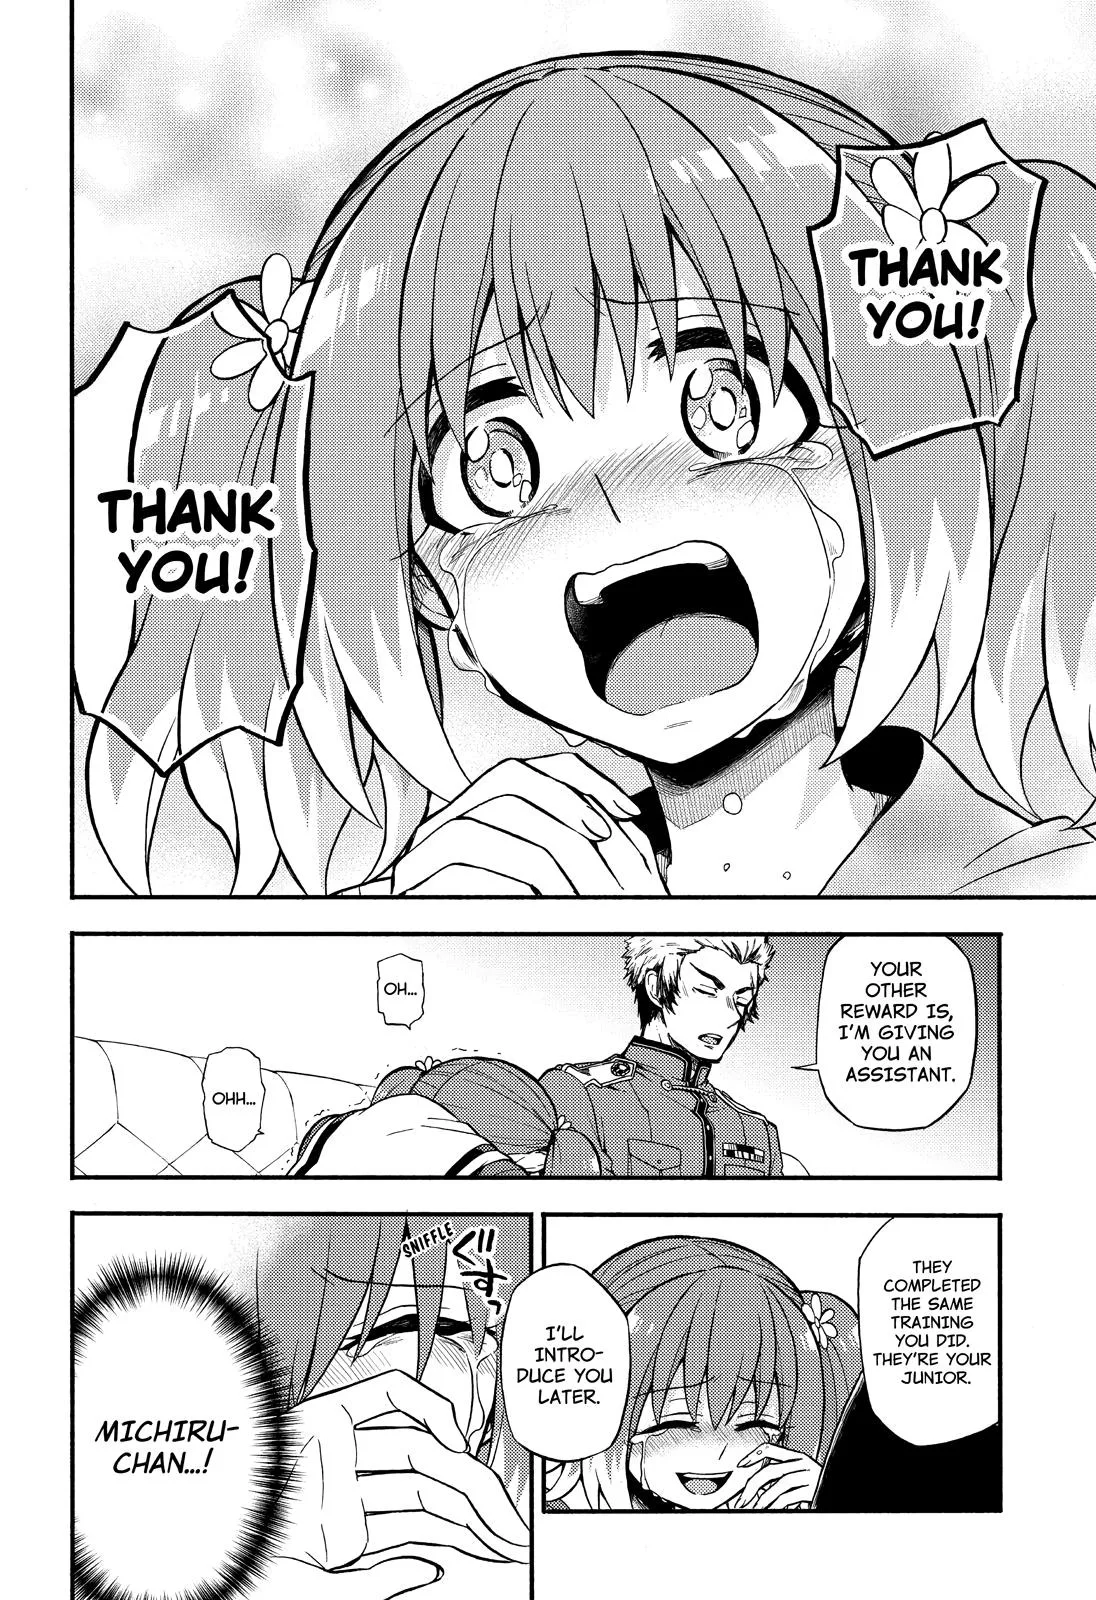 THANK
YOU!
THANK
YOU!
YOUR
OTHER
REWARD IS,
I'M GIVING
YOU AN
ASSISTANT.
OH...
OHH...
THEY
COMPLETED
THE SAME
TRAINING
YOU DID.
THEY'RE YOUR
JUNIOR.
I'LL
INTRO-
DUCE YOU
LATER.
SNIFFLE
ぐすっ
MICHIRU-
CHAN...!